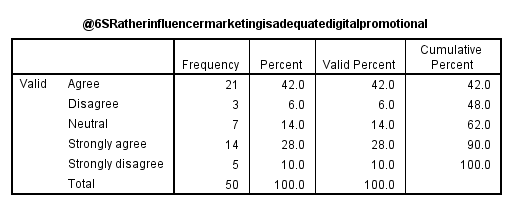 @6SRatherinfluencermarketingisadequatedigitalpromotional
Frequency Percent Valid Percent Cumulative Percent
Valid Agree 21 42.0 42.0 42.0
Disagree 3 6.0 6.0 48.0
Neutral 7 14.0 14.0 62.0
Strongly agree 14 28.0 28.0 90.0
Strongly disagree 5 10.0 10.0 100.0
Total 50 100.0 100.0